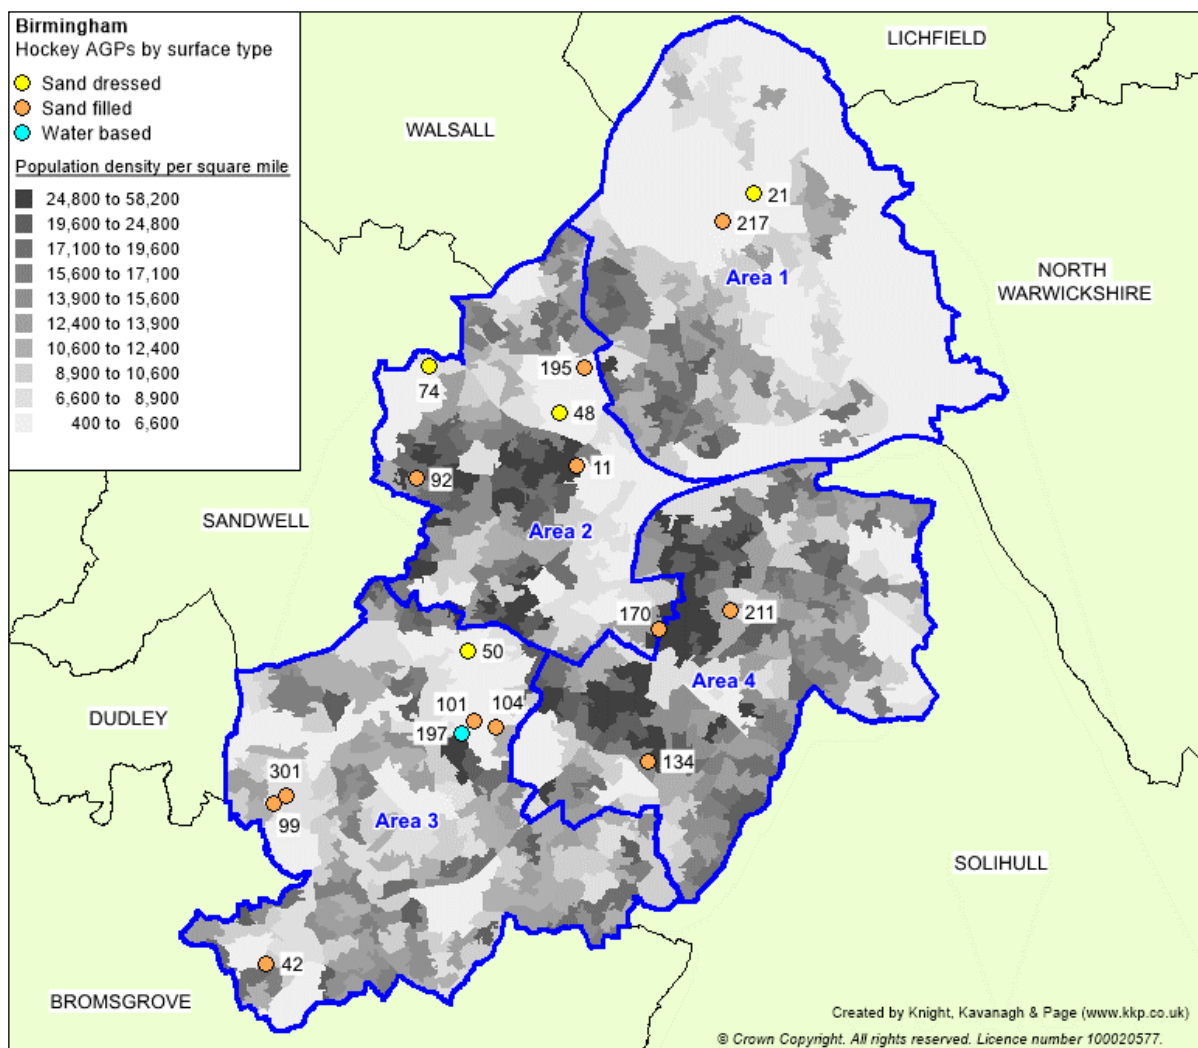 Birmingham
Hockey AGPs by surface type
Sand dressed
Sand filled
Water based
Population density per square mile
24,800 to 58,200
19,600 to 24,800
17,100 to 19,600
15,600 to 17,100
13,900 to 15,600
12,400 to 13,900
10,600 to 12,400
8,900 to 10,600
6,600 to 8,900
400 to 6,600
LICHFIELD
WALSALL
21
217
NORTH
WARWICKSHIRE
Area 1
195
74
48
11
92
SANDWELL
Area 2
170
211
50
Area 4
DUDLEY
101
104
197
134
301
99
Area 3
SOLIHULL
42
BROMSGROVE
Created by Knight, Kavanagh & Page (www.kkp.co.uk)
© Crown Copyright. All rights reserved. Licence number 100020577.